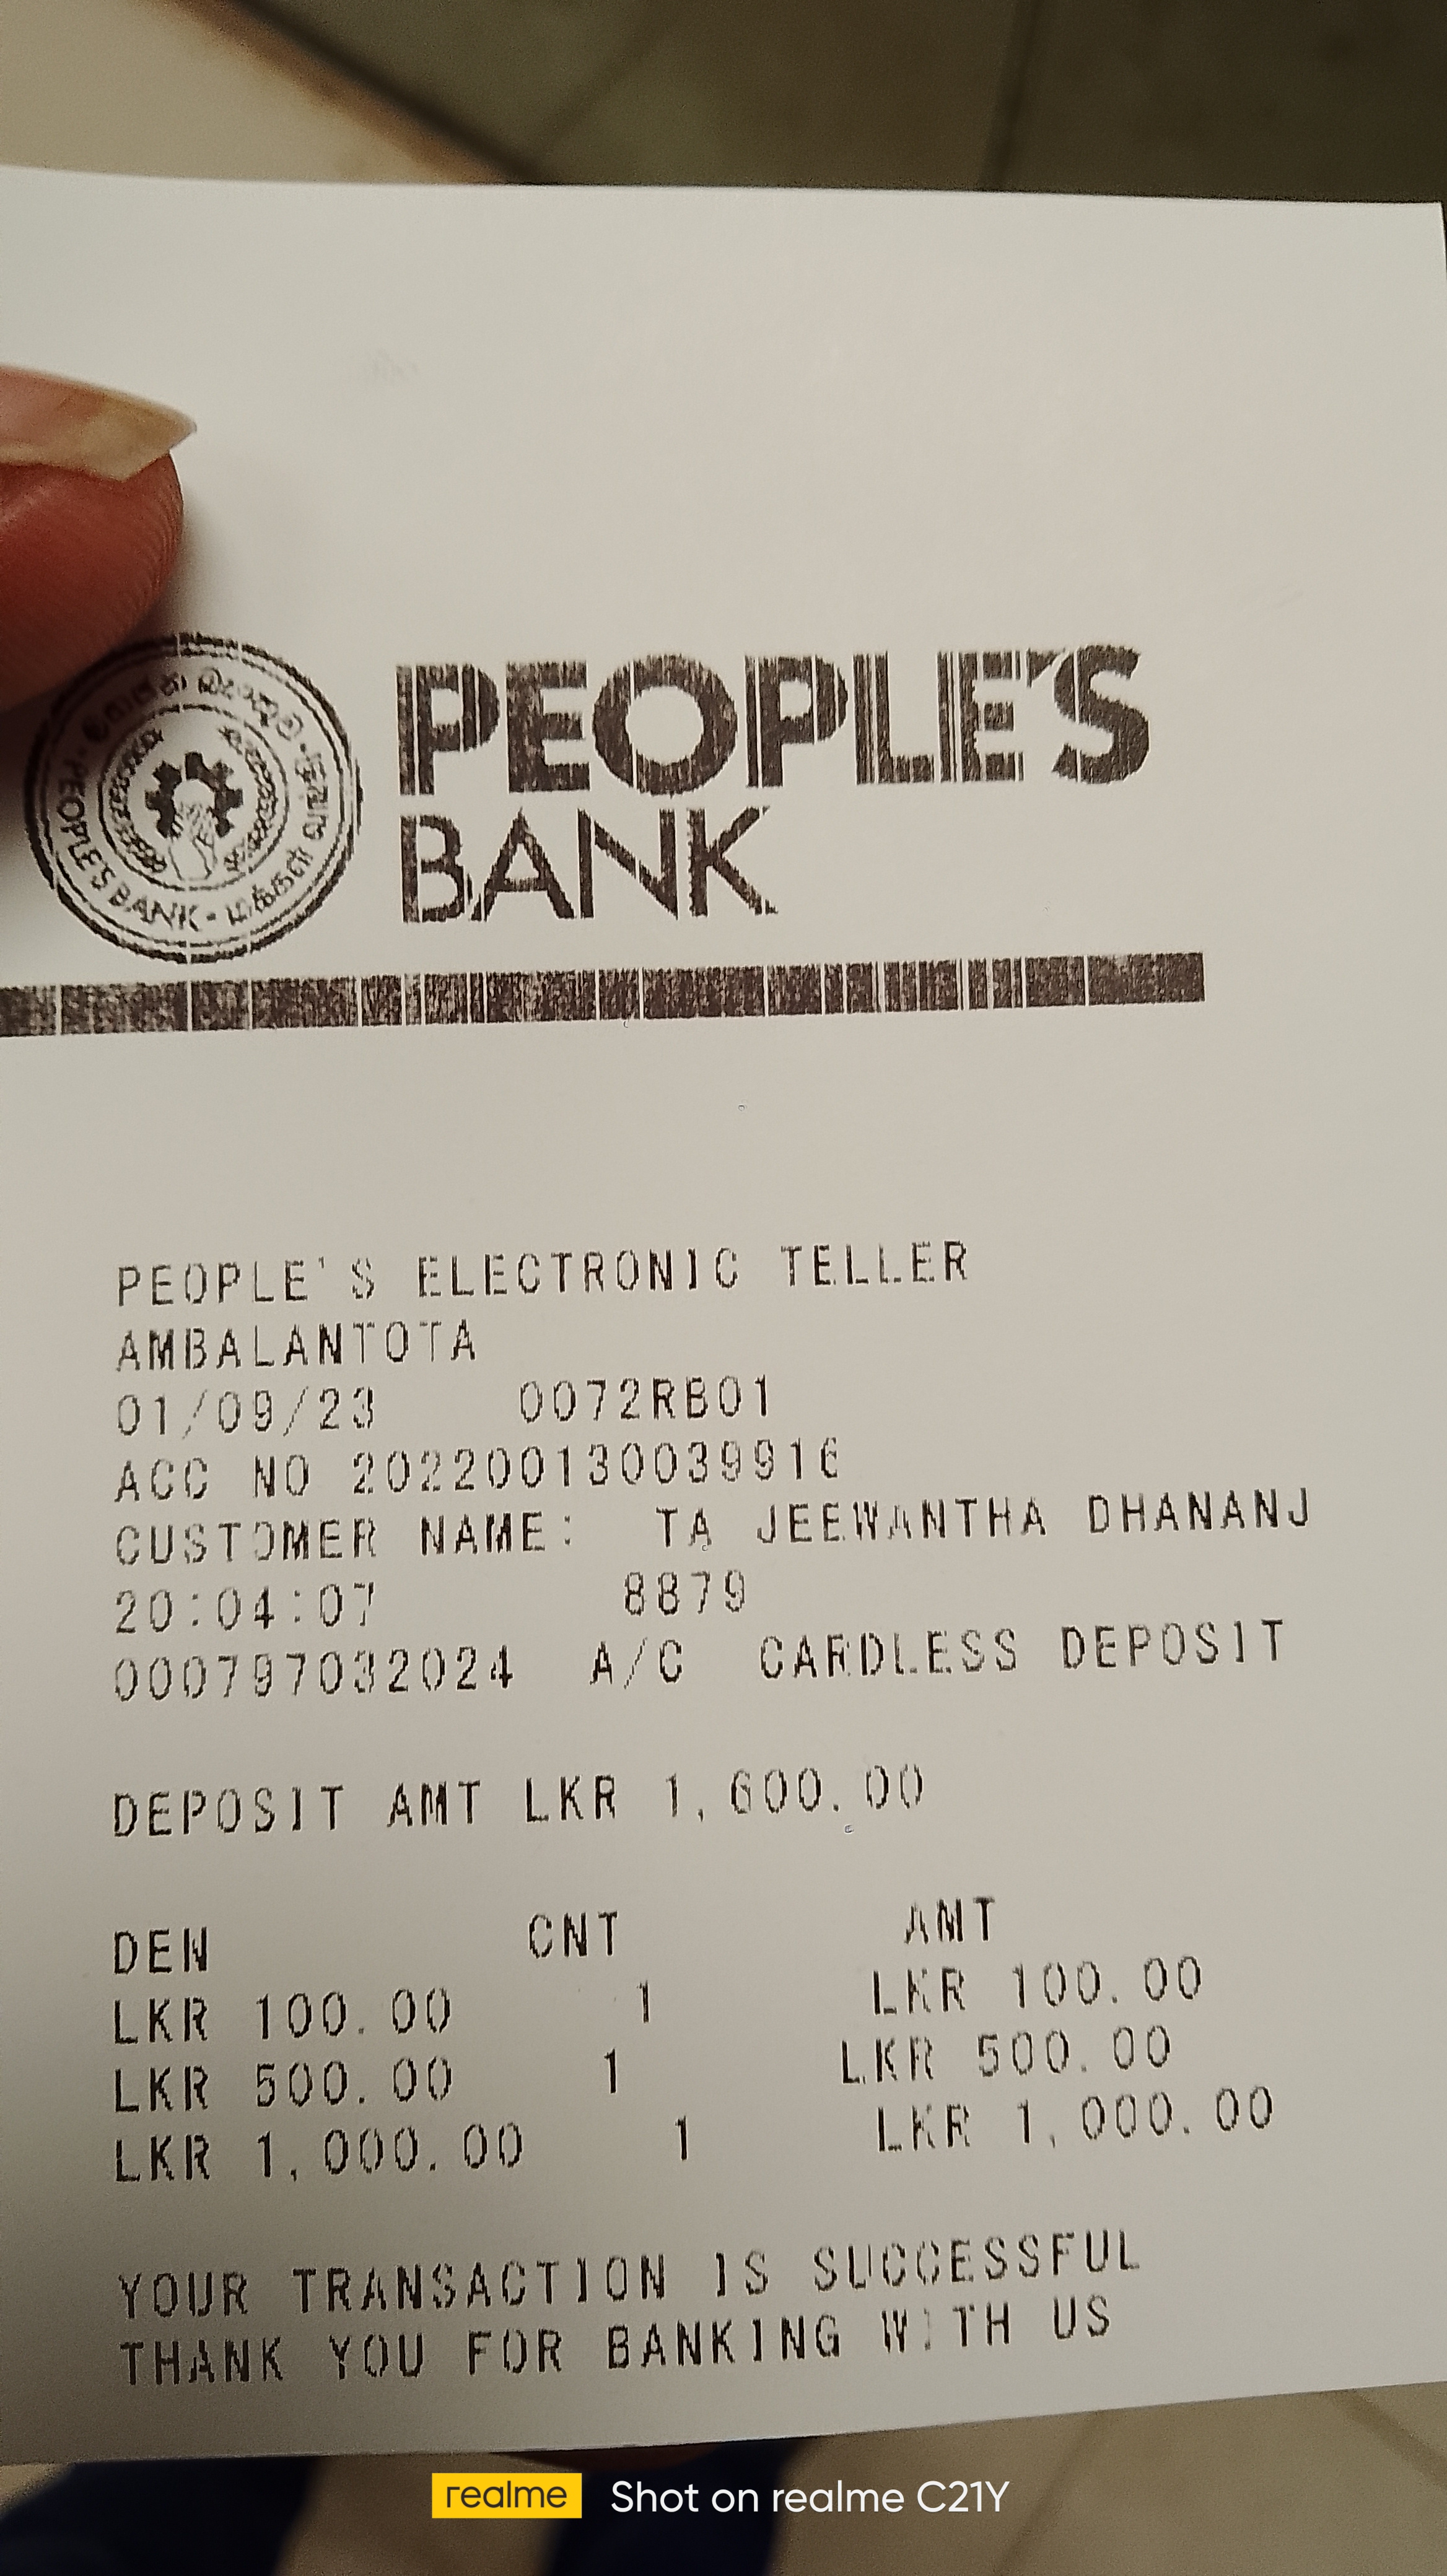 PEOPLE'S
BANK
PEOPLE'S BANK
PEOPLE'S ELECTRONIC TELLER
AMBALANTOTA
01/09/23 0072RB01
ACC NO 202200130039916
CUSTOMER NAME: TA JEEWANTHA DHANANJ
20:04:07 8879
000797032024 A/C CARDLESS DEPOSIT
DEPOSIT AMT LKR 1,600.00
DEN CNT AMT
LKR 100.00 1 LKR 100.00
LKR 500.00 1 LKR 500.00
LKR 1,000.00 1 LKR 1,000.00
YOUR TRANSACTION IS SUCCESSFUL
THANK YOU FOR BANKING WITH US
realme Shot on realme C21Y